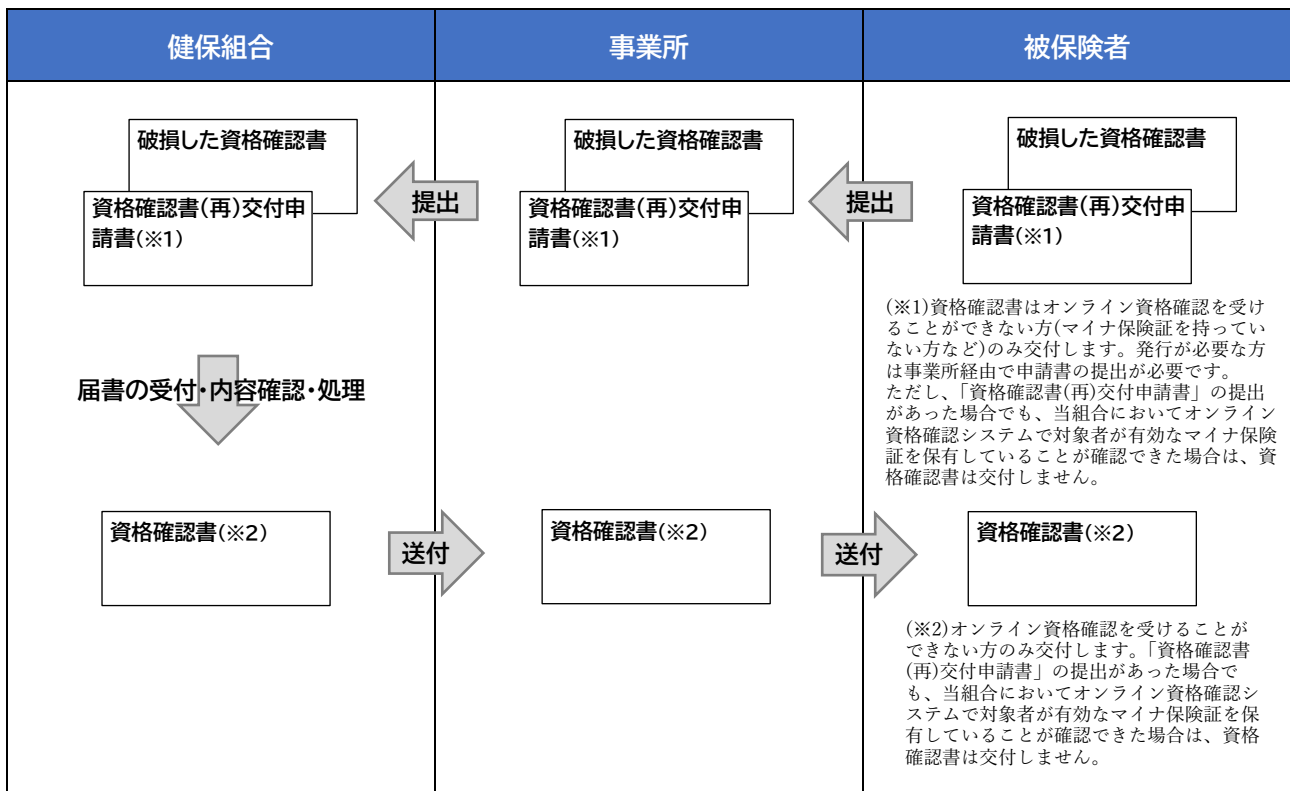 健保組合
事業所
被保険者
破損した資格確認書
資格確認書(再)交付申
請書(※1)
提出
破損した資格確認書
資格確認書(再)交付申
請書(※1)
提出
破損した資格確認書
資格確認書(再)交付申
請書(※1)
(※1)資格確認書はオンライン資格確認を受け
ることができない方(マイナ保険証を持ってい
ない方など)のみ交付します。発行が必要な方
は事業所経由で申請書の提出が必要です。
ただし、「資格確認書(再)交付申請書」の提出
があった場合でも、当組合においてオンライン
資格確認システムで対象者が有効なマイナ保険
証を保有していることが確認できた場合は、資
格確認書は交付しません。
届書の受付・内容確認・処理
資格確認書(※2)
送付
資格確認書(※2)
送付
資格確認書(※2)
(※2)オンライン資格確認を受けることが
できない方のみ交付します。「資格確認書
(再)交付申請書」の提出があった場合で
も、当組合においてオンライン資格確認シ
ステムで対象者が有効なマイナ保険証を保
有していることが確認できた場合は、資格
確認書は交付しません。